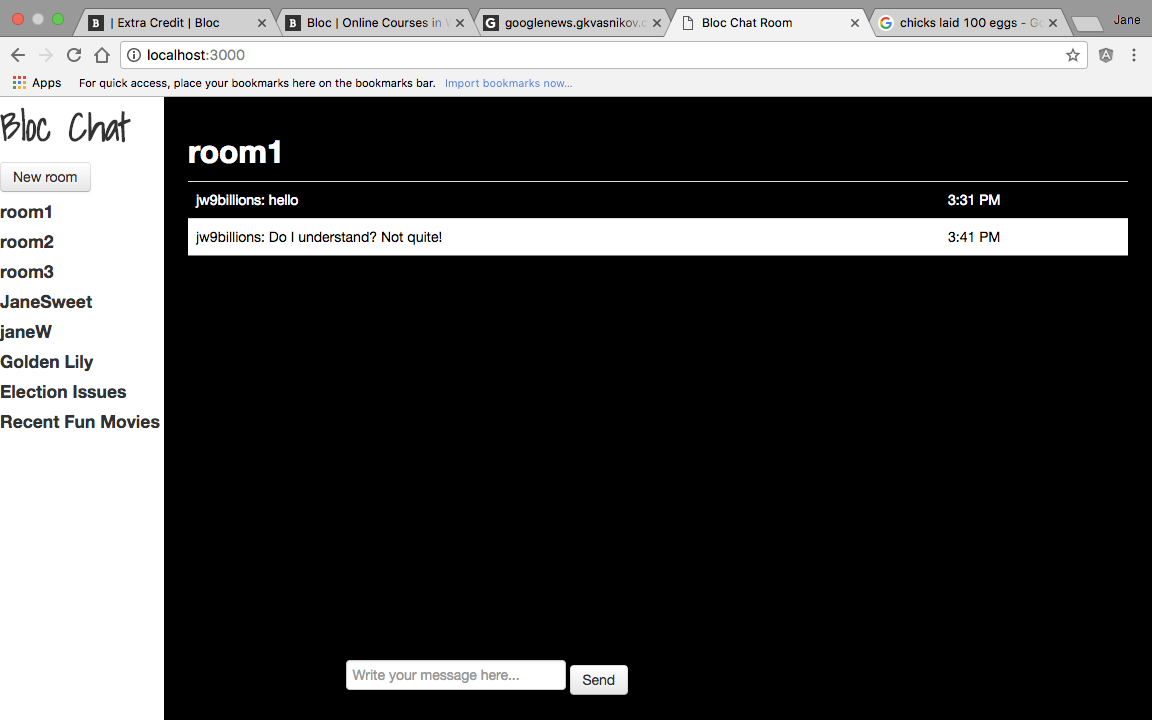 | Extra Credit | Bloc
Bloc | Online Courses in
googlenews.gkvasnikov.c
Bloc Chat Room
chicks laid 100 eggs - Go
Jane
localhost:3000
Apps
For quick access, place your bookmarks here on the bookmarks bar. Import bookmarks now...
Bloc Chat
New room
room1
room2
room3
JaneSweet
janeW
Golden Lily
Election Issues
Recent Fun Movies
room1
jw9billions: hello 3:31 PM
jw9billions: Do I understand? Not quite! 3:41 PM
Write your message here... Send